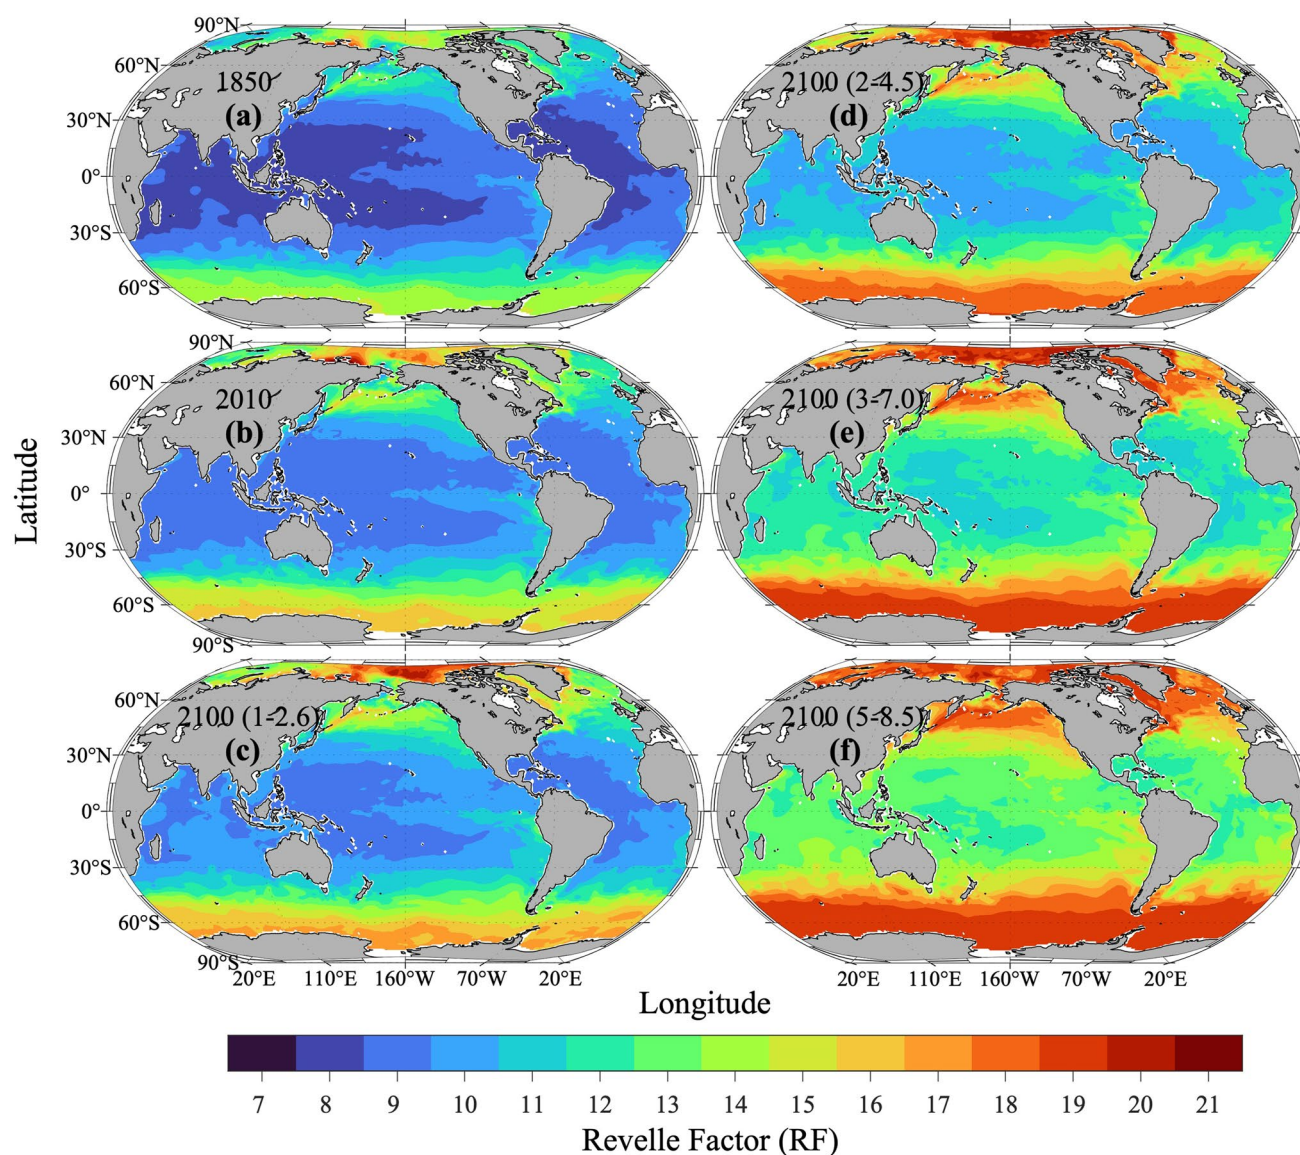 90°N
60°N
1850
(a)
30°N
0°
30°S
60°S
2100 (2-4.5)
(d)
90°N
60°N
2010
(b)
30°N
0°
30°S
60°S
90°S
2100 (3-7.0)
(e)
60°N
2100 (1-2.6)
(c)
30°N
0°
30°S
60°S
90°S
2100 (5-8.5)
(f)
Latitude
20°E 110°E 160°W 70°W 20°E
20°E 110°E 160°W 70°W 20°E
Longitude
7 8 9 10 11 12 13 14 15 16 17 18 19 20 21
Revelle Factor (RF)